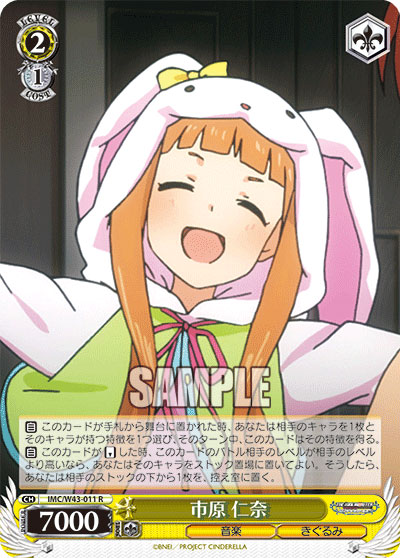 LEVEL
2
1
COST
SAMPLE
このカードが手札から舞台に置かれた時、あなたは相手のキャラを1枚と
そのキャラが持つ特徴を1つ選び、そのターン中、このカードはその特徴を得る。
このカードが【】した時、このカードのバトル相手のレベルが相手のレベル
より高いなら、あなたはそのキャラをストック置場に置いてよい。そうしたら、
あなたは相手のストックの下から1枚を、控え室に置く。
CH IMC/W43-011 R
7000
市原 仁奈
音楽 きぐるみ
©BNEI / PROJECT CINDERELLA